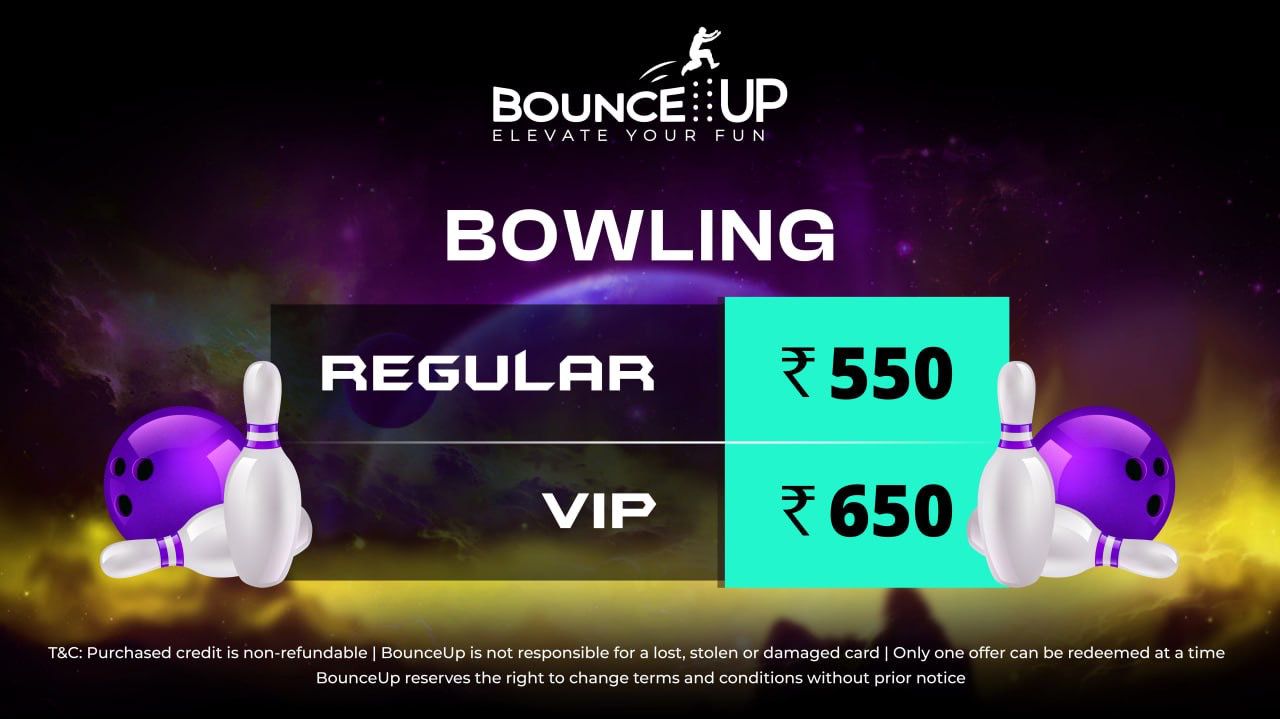 BOUNCE UP
ELEVATE YOUR FUN
BOWLING
REGULAR ₹ 550
VIP ₹ 650
T&C: Purchased credit is non-refundable | BounceUp is not responsible for a lost, stolen or damaged card | Only one offer can be redeemed at a time
BounceUp reserves the right to change terms and conditions without prior notice